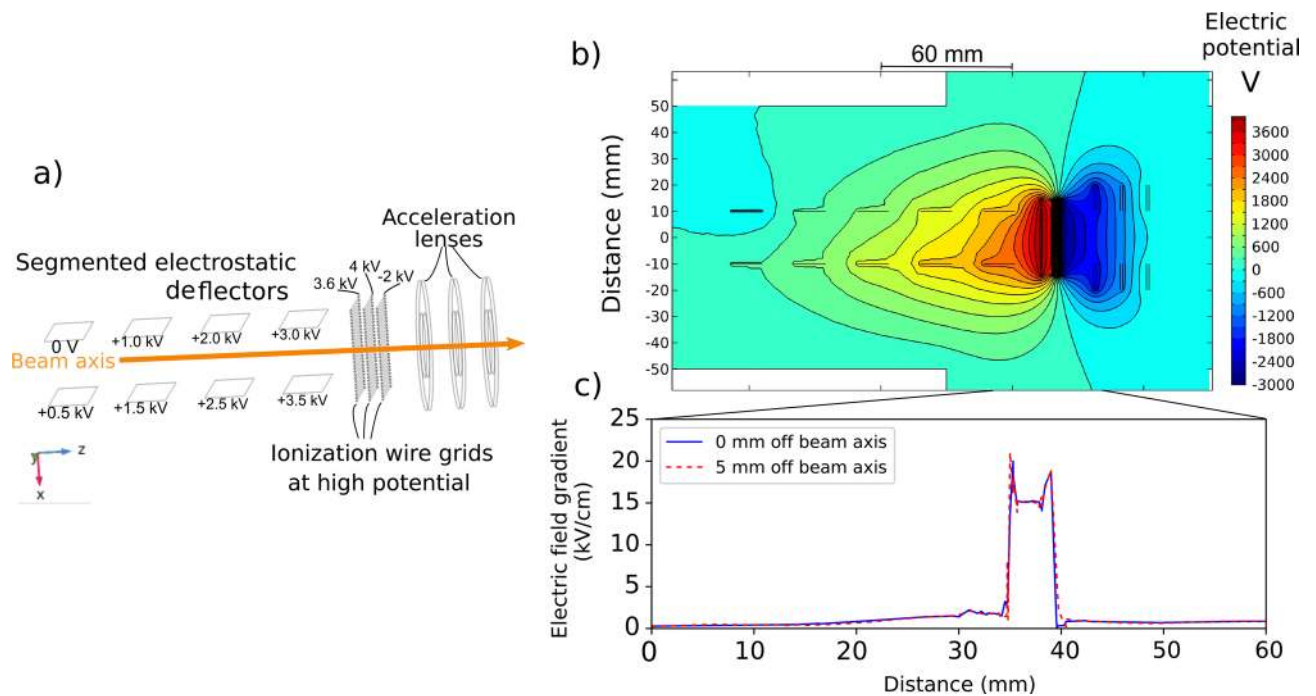 a)
Segmented electrostatic
deflectors
Acceleration
lenses
3.6 kV
4 kV
-2 kV
0 V
+1.0 kV
+2.0 kV
+3.0 kV
Beam axis
+0.5 kV
+1.5 kV
+2.5 kV
+3.5 kV
Ionization wire grids
at high potential
y
z
x
b)
60 mm
Electric
potential
V
Distance (mm)
50
40
30
20
10
0
-10
-20
-30
-40
-50
3600
3000
2400
1800
1200
600
0
-600
-1200
-1800
-2400
-3000
c)
Electric field gradient
(kV/cm)
25
20
15
10
5
0
0 mm off beam axis
5 mm off beam axis
0 10 20 30 40 50 60
Distance (mm)